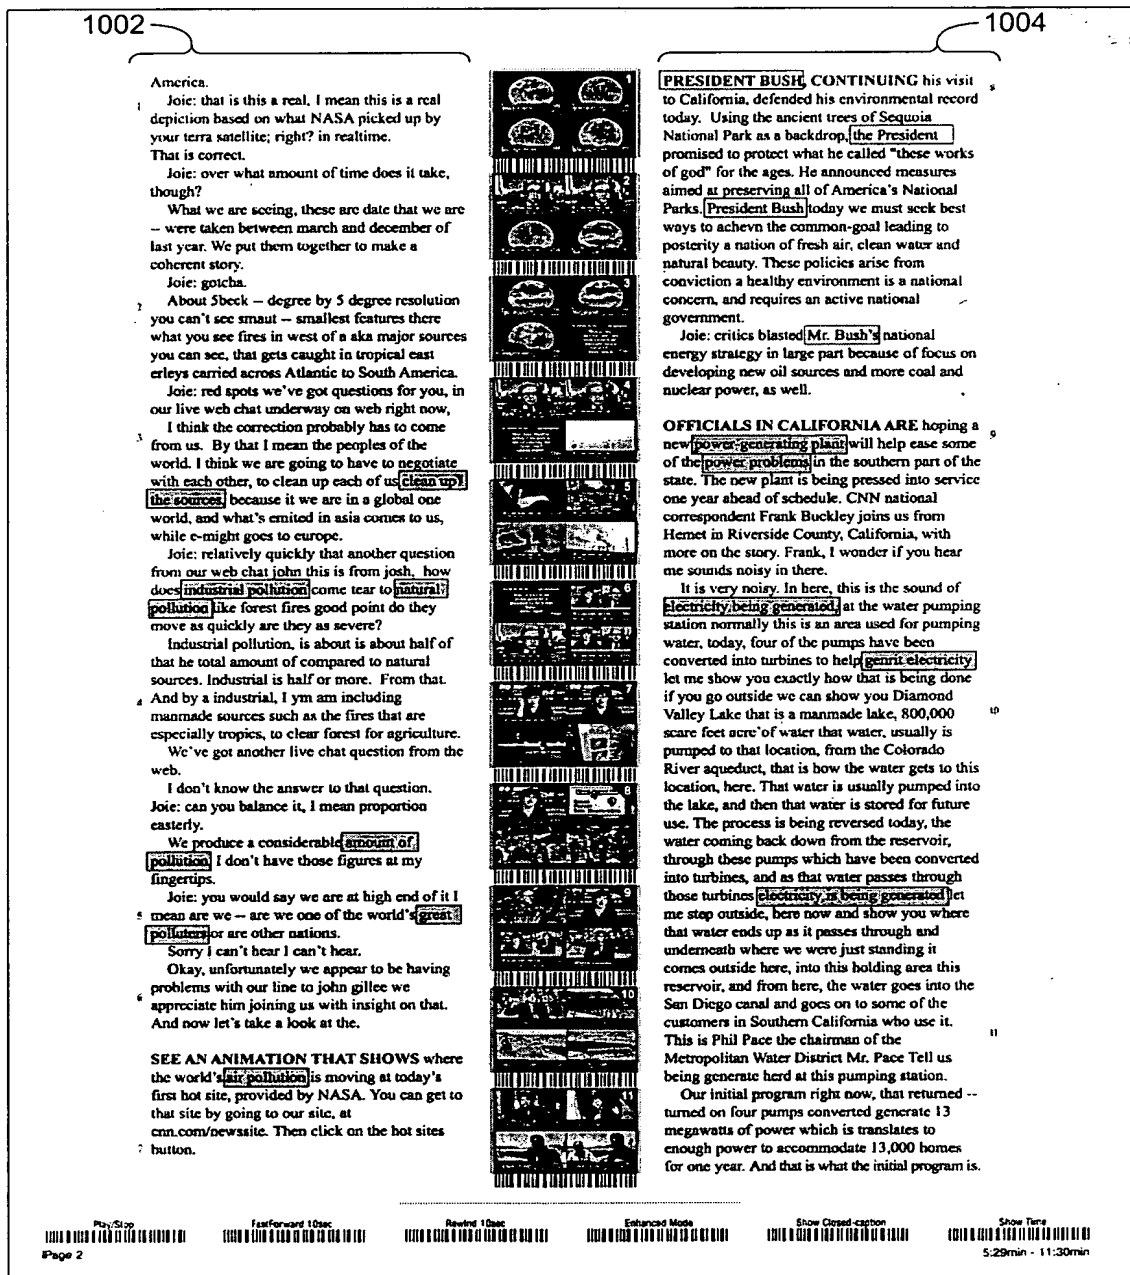 1002
1004
America.
1 Joie: that is this a real, I mean this is a real
depiction based on what NASA picked up by
your terra satellite; right? in realtime.
That is correct.
Joie: over what amount of time does it take,
though?
What we are seeing, these are date that we are
– were taken between march and december of
last year. We put them together to make a
coherent story.
Joie: gotcha.
2 About 5beck – degree by 5 degree resolution
you can't see smaut – smallest features there
what you see fires in west of a aka major sources
you can see, that gets caught in tropical east
erleys carried across Atlantic to South America.
Joie: red spots we've got questions for you, in
our live web chat underway on web right now,
I think the correction probably has to come
3 from us. By that I mean the peoples of the
world. I think we are going to have to negotiate
with each other, to clean up each of us clean up
the sources, because it we are in a global one
world, and what's emited in asia comes to us,
while e-might goes to europe.
Joie: relatively quickly that another question
from our web chat john this is from josh, how
does industrial pollution come tear to natural
pollution like forest fires good point do they
move as quickly are they as severe?
Industrial pollution, is about is about half of
that he total amount of compared to natural
sources. Industrial is half or more. From that.
4 And by a industrial, I ym am including
manmade sources such as the fires that are
especially tropics, to clear forest for agriculture.
We've got another live chat question from the
web.
I don't know the answer to that question.
Joie: can you balance it, I mean proportion
easterly.
We produce a considerable amount of
pollution I don't have those figures at my
fingertips.
Joie: you would say we are at high end of it I
5 mean are we – are we one of the world's great
polluters or are other nations.
Sorry I can't hear I can't hear.
Okay, unfortunately we appear to be having
problems with our line to john gillee we
6 appreciate him joining us with insight on that.
And now let's take a look at the.
SEE AN ANIMATION THAT SHOWS where
the world's air pollution is moving at today's
first hot site, provided by NASA. You can get to
that site by going to our site, at
cnn.com/newssite. Then click on the hot sites
7 button.
1
2
3
4
5
6
7
8
9
10
11
PRESIDENT BUSH, CONTINUING his visit
to California, defended his environmental record
today. Using the ancient trees of Sequoia
National Park as a backdrop, the President
promised to protect what he called "these works
of god" for the ages. He announced measures
aimed at preserving all of America's National
Parks. President Bush today we must seek best
ways to achevn the common-goal leading to
posterity a nation of fresh air, clean water and
natural beauty. These policies arise from
conviction a healthy environment is a national
concern, and requires an active national
government.
Joie: critics blasted Mr. Bush's national
energy strategy in large part because of focus on
developing new oil sources and more coal and
nuclear power, as well.
OFFICIALS IN CALIFORNIA ARE hoping a
new power-generating plant will help ease some 9
of the power problems in the southern part of the
state. The new plant is being pressed into service
one year ahead of schedule. CNN national
correspondent Frank Buckley joins us from
Hemet in Riverside County, California, with
more on the story. Frank, I wonder if you hear
me sounds noisy in there.
It is very noisy. In here, this is the sound of
electricity being generated, at the water pumping
station normally this is an area used for pumping
water, today, four of the pumps have been
converted into turbines to help genrit electricity
let me show you exactly how that is being done
if you go outside we can show you Diamond
Valley Lake that is a manmade lake, 800,000 10
scare feet acre of water that water, usually is
pumped to that location, from the Colorado
River aqueduct, that is how the water gets to this
location, here. That water is usually pumped into
the lake, and then that water is stored for future
use. The process is being reversed today, the
water coming back down from the reservoir,
through these pumps which have been converted
into turbines, and as that water passes through
those turbines electricity is being generated let
me step outside, here now and show you where
that water ends up as it passes through and
underneath where we were just standing it
comes outside here, into this holding area this
reservoir, and from here, the water goes into the
San Diego canal and goes on to some of the
customers in Southern California who use it.
This is Phil Pace the chairman of the 11
Metropolitan Water District Mr. Pace Tell us
being generate herd at this pumping station.
Our initial program right now, that returned --
turned on four pumps converted generate 13
megawatts of power which is translates to
enough power to accommodate 13,000 homes
for one year. And that is what the initial program is.
Play/Stop
FastForward 10sec
Rewind 10sec
Enhanced Mode
Show Closed-caption
Show Time
iPage 2
5:29min - 11:30min